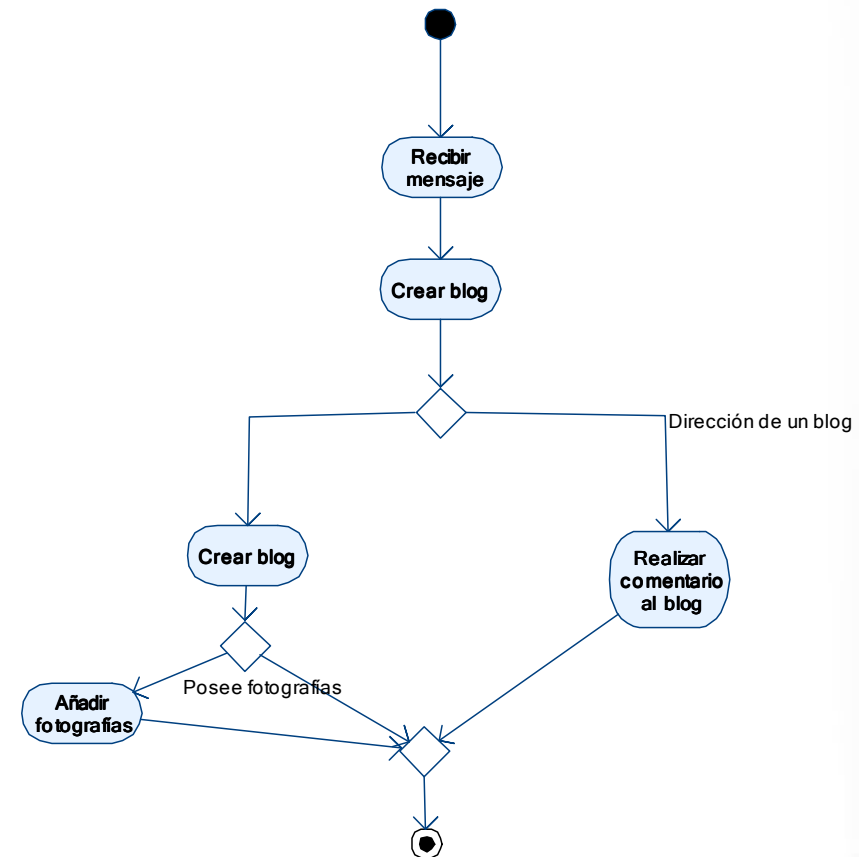 Recibir
mensaje
Crear blog
Dirección de un blog
Crear blog
Realizar
comentario
al blog
Posee fotografías
Añadir
fotografías